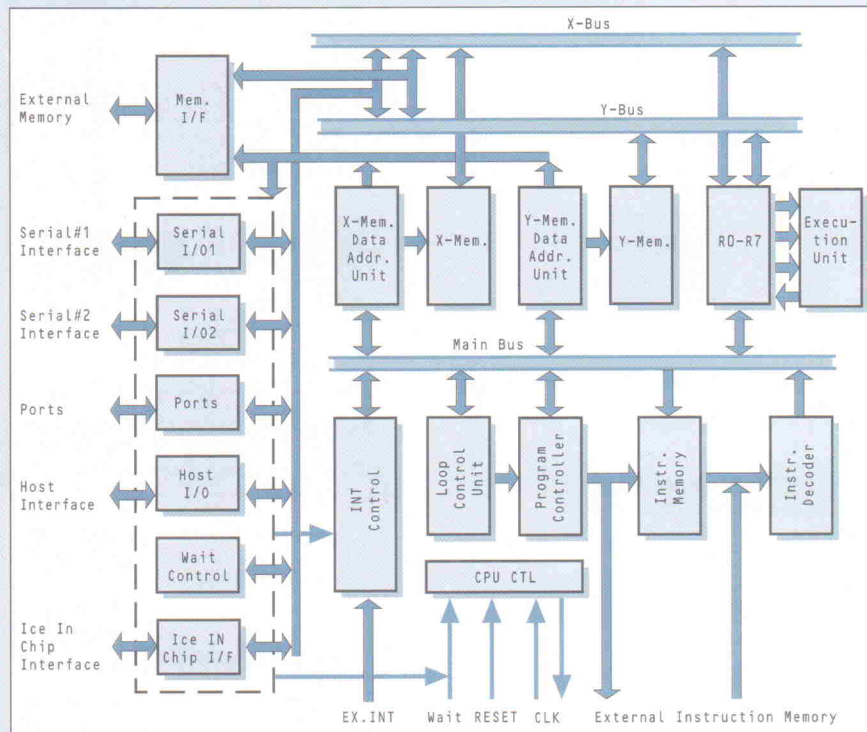 X-Bus
External
Memory
Mem.
I/F
Y-Bus
Serial#1
Interface
Serial
I/O1
X-Mem.
Data
Addr.
Unit
X-Mem.
Y-Mem.
Data
Addr.
Unit
Y-Mem.
RO-R7
Execu-
tion
Unit
Serial#2
Interface
Serial
I/O2
Main Bus
Ports
Ports
Host
Interface
Host
I/O
INT
Control
Loop
Control
Unit
Program
Controller
Instr.
Memory
Instr.
Decoder
Wait
Control
CPU CTL
Ice In
Chip
Interface
Ice IN
Chip I/F
EX.INT
Wait
RESET
CLK
External Instruction Memory